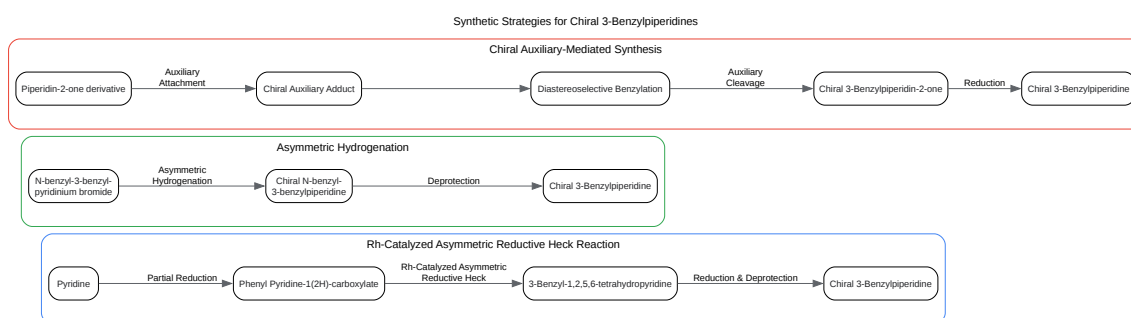 Synthetic Strategies for Chiral 3-Benzylpiperidines
Chiral Auxiliary-Mediated Synthesis
Piperidin-2-one derivative
Auxiliary
Attachment
Chiral Auxiliary Adduct
Diastereoselective Benzylation
Auxiliary
Cleavage
Chiral 3-Benzylpiperidin-2-one
Reduction
Chiral 3-Benzylpiperidine
Asymmetric Hydrogenation
N-benzyl-3-benzyl-
pyridinium bromide
Asymmetric
Hydrogenation
Chiral N-benzyl-
3-benzylpiperidine
Deprotection
Chiral 3-Benzylpiperidine
Rh-Catalyzed Asymmetric Reductive Heck Reaction
Pyridine
Partial Reduction
Phenyl Pyridine-1(2H)-carboxylate
Rh-Catalyzed Asymmetric
Reductive Heck
3-Benzyl-1,2,5,6-tetrahydropyridine
Reduction & Deprotection
Chiral 3-Benzylpiperidine